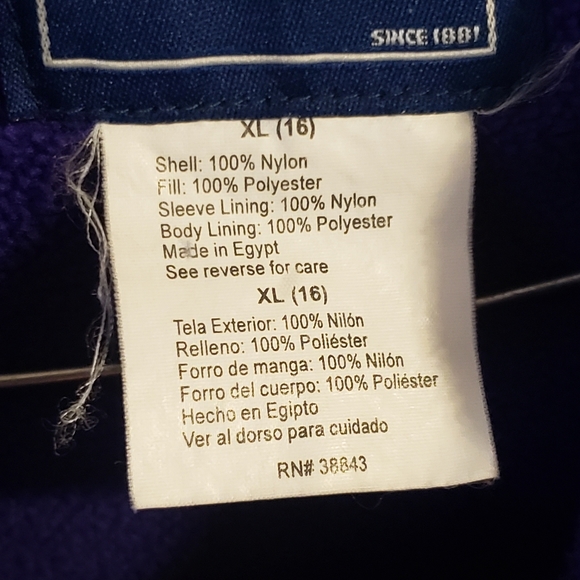 SINCE 1881
XL (16)
Shell: 100% Nylon
Fill: 100% Polyester
Sleeve Lining: 100% Nylon
Body Lining: 100% Polyester
Made in Egypt
See reverse for care
XL (16)
Tela Exterior: 100% Nilón
Relleno: 100% Poliéster
Forro de manga: 100% Nilón
Forro del cuerpo: 100% Poliéster
Hecho en Egipto
Ver al dorso para cuidado
RN# 38843